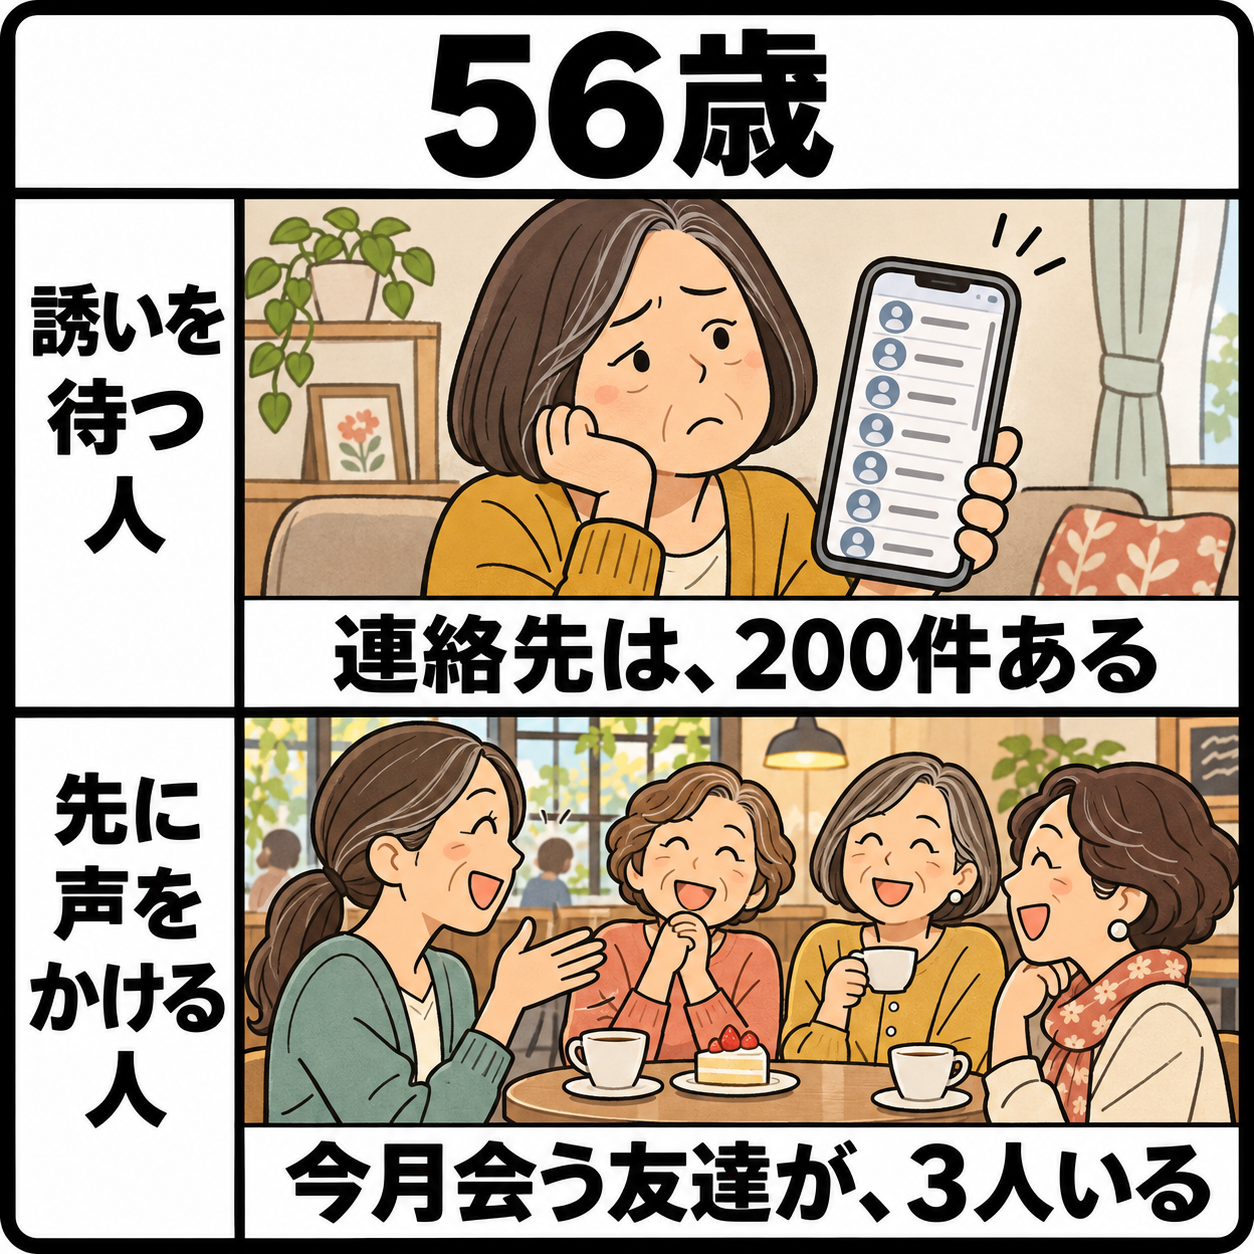 56歳
誘いを
待つ
人
連絡先は、200件ある
先に
声を
かける
人
今月会う友達が、3人いる